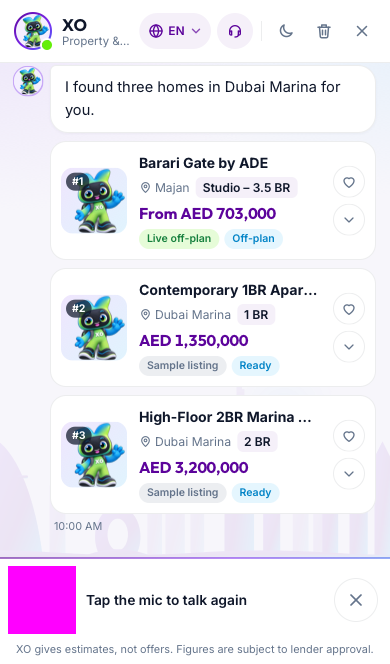 XO
Property &...
EN
I found three homes in Dubai Marina for
you.
#1
Barari Gate by ADE
Majan
Studio – 3.5 BR
From AED 703,000
Live off-plan
Off-plan
#2
Contemporary 1BR Apar...
Dubai Marina
1 BR
AED 1,350,000
Sample listing
Ready
#3
High-Floor 2BR Marina ...
Dubai Marina
2 BR
AED 3,200,000
Sample listing
Ready
10:00 AM
Tap the mic to talk again
XO gives estimates, not offers. Figures are subject to lender approval.